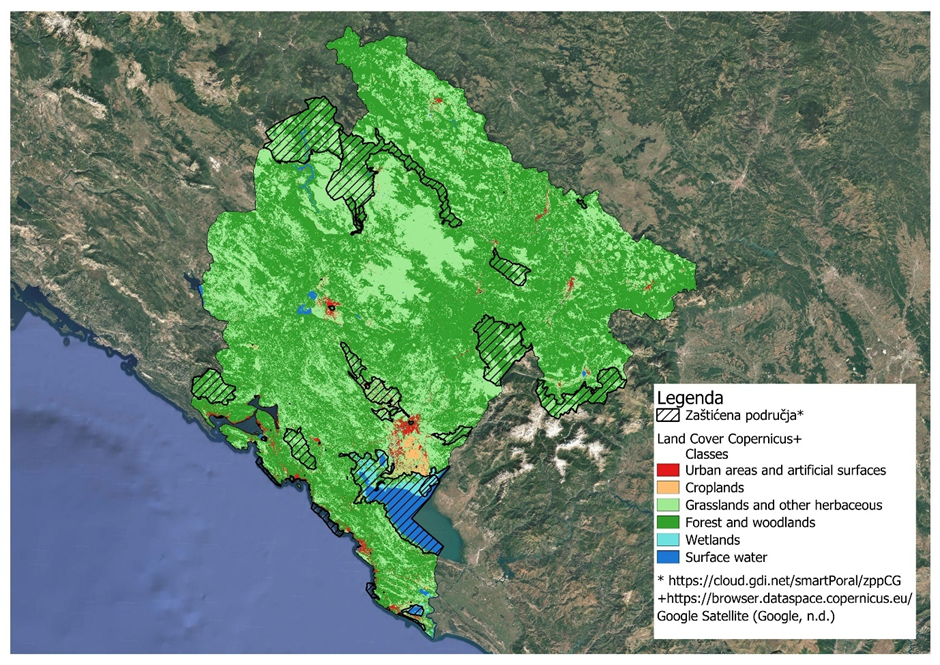 Legenda
Zaštićena područja*
Land Cover Copernicus+
Classes
Urban areas and artificial surfaces
Croplands
Grasslands and other herbaceous
Forest and woodlands
Wetlands
Surface water
* https://cloud.gdi.net/smartPoral/zppCG
+https://browser.dataspace.copernicus.eu/
Google Satellite (Google, n.d.)